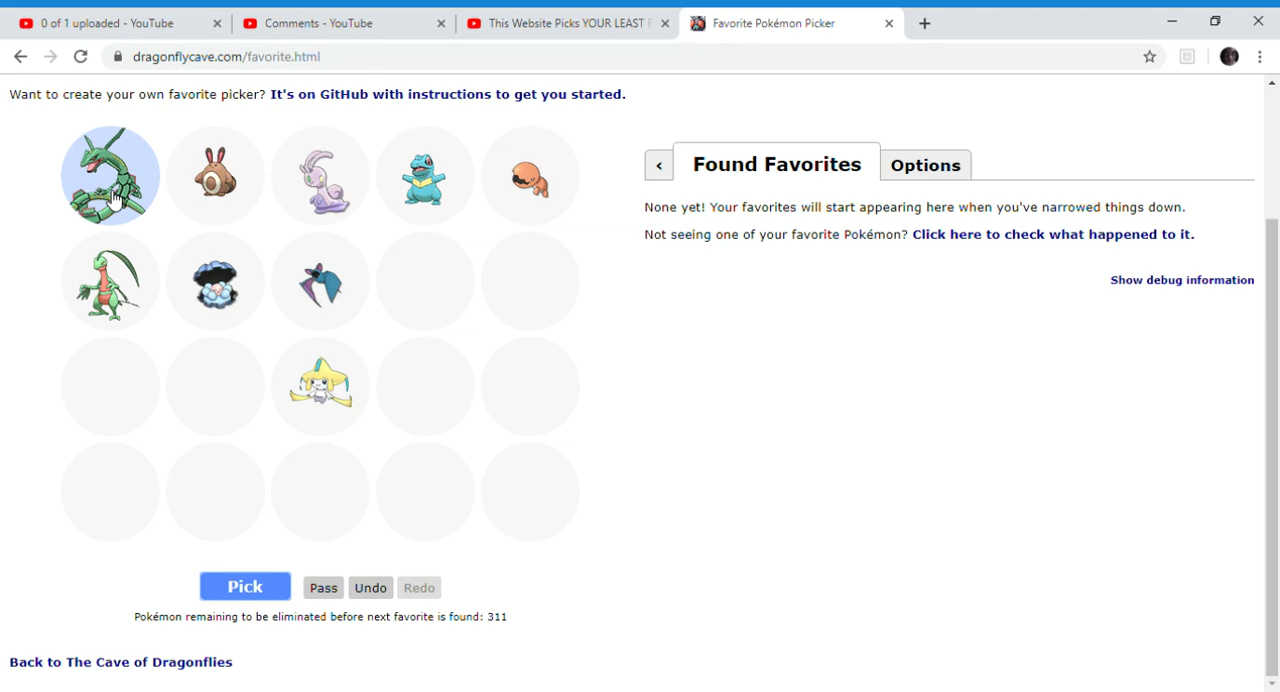 0 of 1 uploaded - YouTube
Comments - YouTube
This Website Picks YOUR LEAST F
Favorite Pokémon Picker
dragonflycave.com/favorite.html
Want to create your own favorite picker? It's on GitHub with instructions to get you started.
‹
Found Favorites
Options
None yet! Your favorites will start appearing here when you've narrowed things down.
Not seeing one of your favorite Pokémon? Click here to check what happened to it.
Show debug information
Pick
Pass
Undo
Redo
Pokémon remaining to be eliminated before next favorite is found: 311
Back to The Cave of Dragonflies